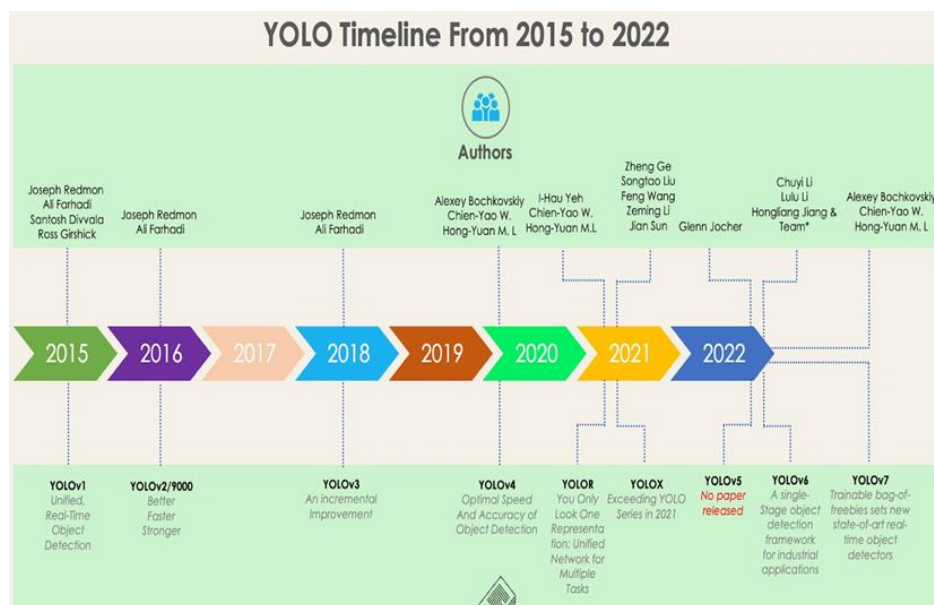 YOLO Timeline From 2015 to 2022
Authors
Joseph Redmon
Ali Farhadi
Santosh Divvala
Ross Girshick
Joseph Redmon
Ali Farhadi
Joseph Redmon
Ali Farhadi
Alexey Bochkovskiy
Chien-Yao W.
Hong-Yuan M. L
I-Hau Yeh
Chien-Yao W.
Hong-Yuan M.L
Zheng Ge
Songtao Liu
Feng Wang
Zeming Li
Jian Sun
Glenn Jocher
Chuyi Li
Lulu Li
Hongliang Jiang &
Team*
Alexey Bochkovskiy
Chien-Yao W.
Hong-Yuan M. L
2015
2016
2017
2018
2019
2020
2021
2022
YOLOv1
Unified,
Real-Time
Object
Detection
YOLOv2/9000
Better
Faster
Stronger
YOLOv3
An incremental
Improvement
YOLOv4
Optimal Speed
And Accuracy of
Object Detection
YOLOR
You Only
Look One
Representa
tion: Unified
Network for
Multiple
Tasks
YOLOX
Exceeding YOLO
Series in 2021
YOLOv5
No paper
released
YOLOv6
A single-
Stage object
detection
framework
for industrial
applications
YOLOv7
Trainable bag-of-
freebies sets new
state-of-art real-
time object
detectors